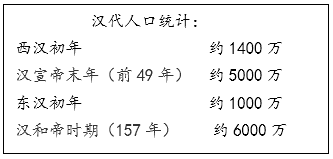 汉代人口统计：
西汉初年 约 1400 万
汉宣帝末年（前 49 年） 约 5000 万
东汉初年 约 1000 万
汉和帝时期（157 年） 约 6000 万